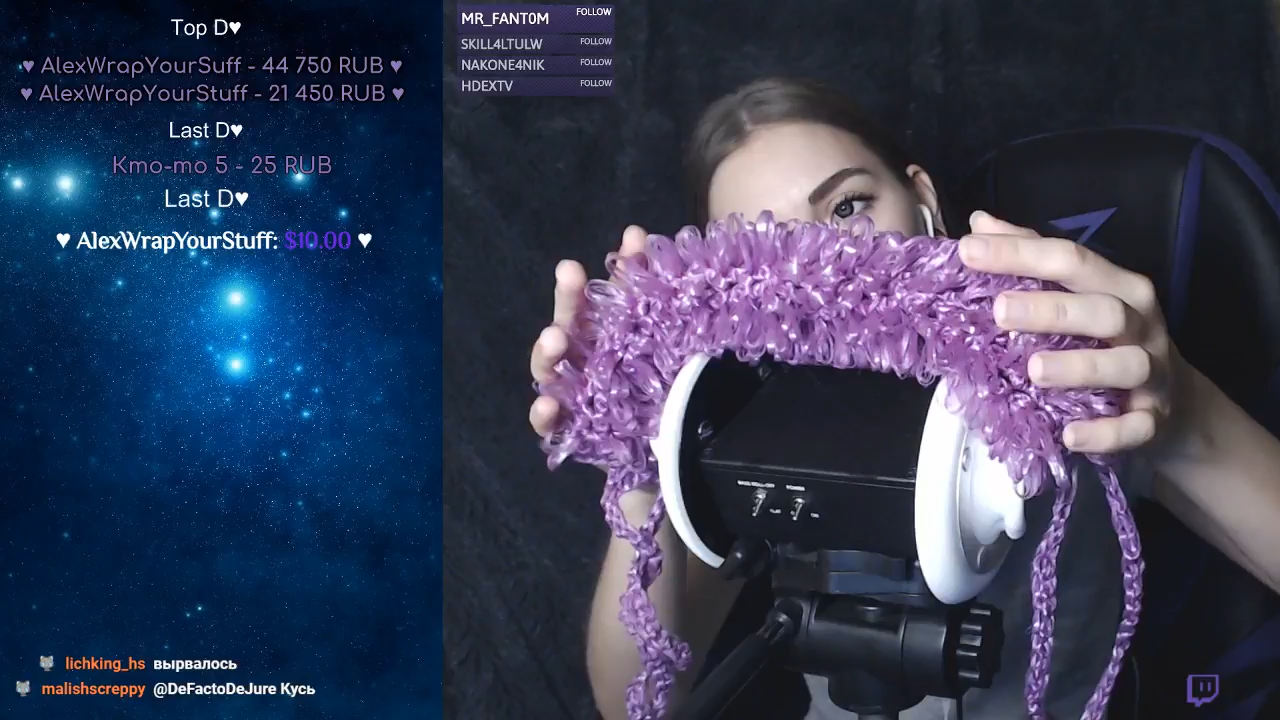 Top D♥
♥ AlexWrapYourSuff - 44 750 RUB ♥
♥ AlexWrapYourStuff - 21 450 RUB ♥
Last D♥
Kmo-mo 5 - 25 RUB
Last D♥
♥ AlexWrapYourStuff: $10.00 ♥
lichking_hs вырвалось
malishscreppy @DeFactoDeJure Кусь
MR_FANT0M FOLLOW
SKILL4LTULW FOLLOW
NAKONE4NIK FOLLOW
HDEXTV FOLLOW